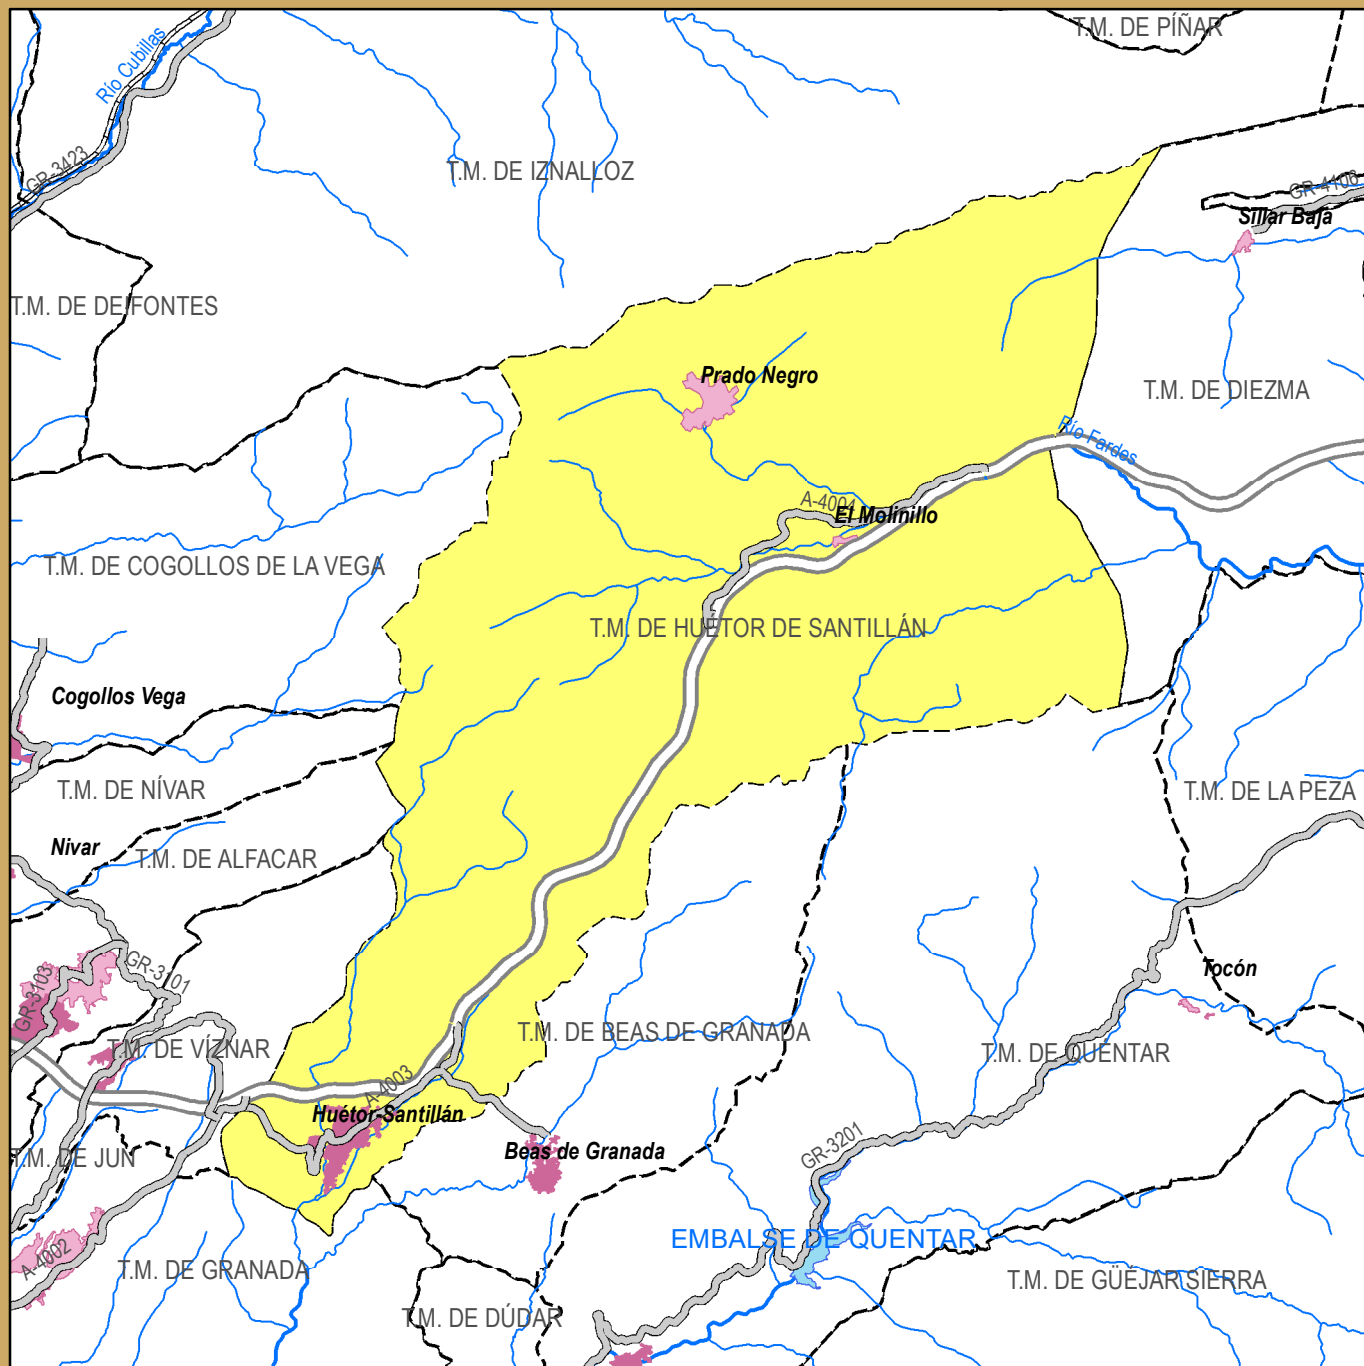 T.M. DE PÍÑAR
Río Cubillas
GR-3423
T.M. DE IZNALLOZ
GR-4106
Sillar Baja
T.M. DE DEIFONTES
Prado Negro
T.M. DE DIEZMA
Río Fardes
A-4004
El Molinillo
T.M. DE COGOLLOS DE LA VEGA
T.M. DE HUÉTOR DE SANTILLÁN
Cogollos Vega
T.M. DE NÍVAR
T.M. DE LA PEZA
Nivar
T.M. DE ALFACAR
GR-3101
GR-3103
Tocón
T.M. DE BEAS DE GRANADA
T.M. DE VÍZNAR
T.M. DE QUÉNTAR
A-4003
Huétor-Santillán
GR-3201
Beas de Granada
T.M. DE JUN
EMBALSE DE QUENTAR
A-4002
T.M. DE GRANADA
T.M. DE GÜÉJAR SIERRA
T.M. DE DÚDAR